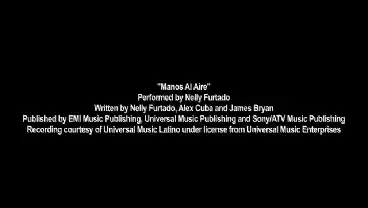 "Manos Al Aire"
Performed by Nelly Furtado
Written by Nelly Furtado, Alex Cuba and James Bryan
Published by EMI Music Publishing, Universal Music Publishing and Sony/ATV Music Publishing
Recording courtesy of Universal Music Latino under license from Universal Music Enterprises